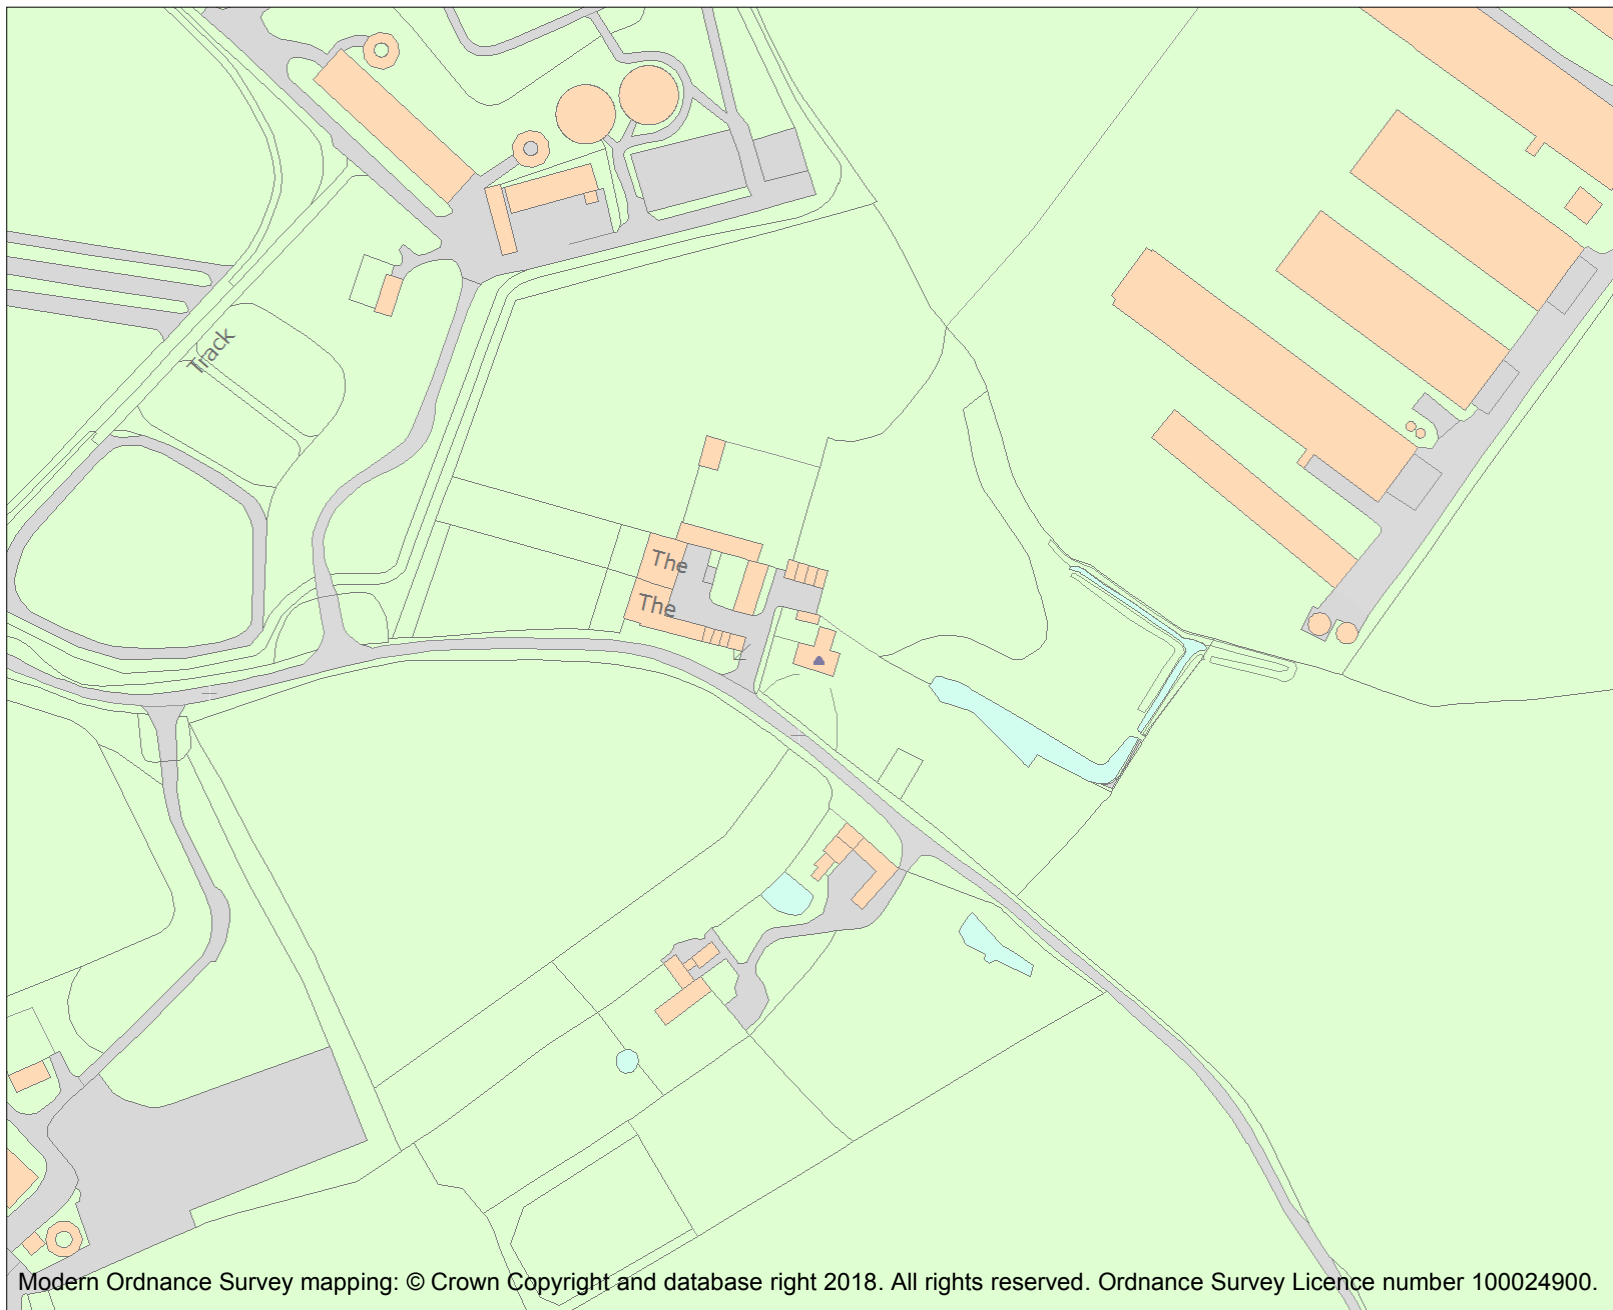 Track
The
The
Modern Ordnance Survey mapping: © Crown Copyright and database right 2018. All rights reserved. Ordnance Survey Licence number 100024900.